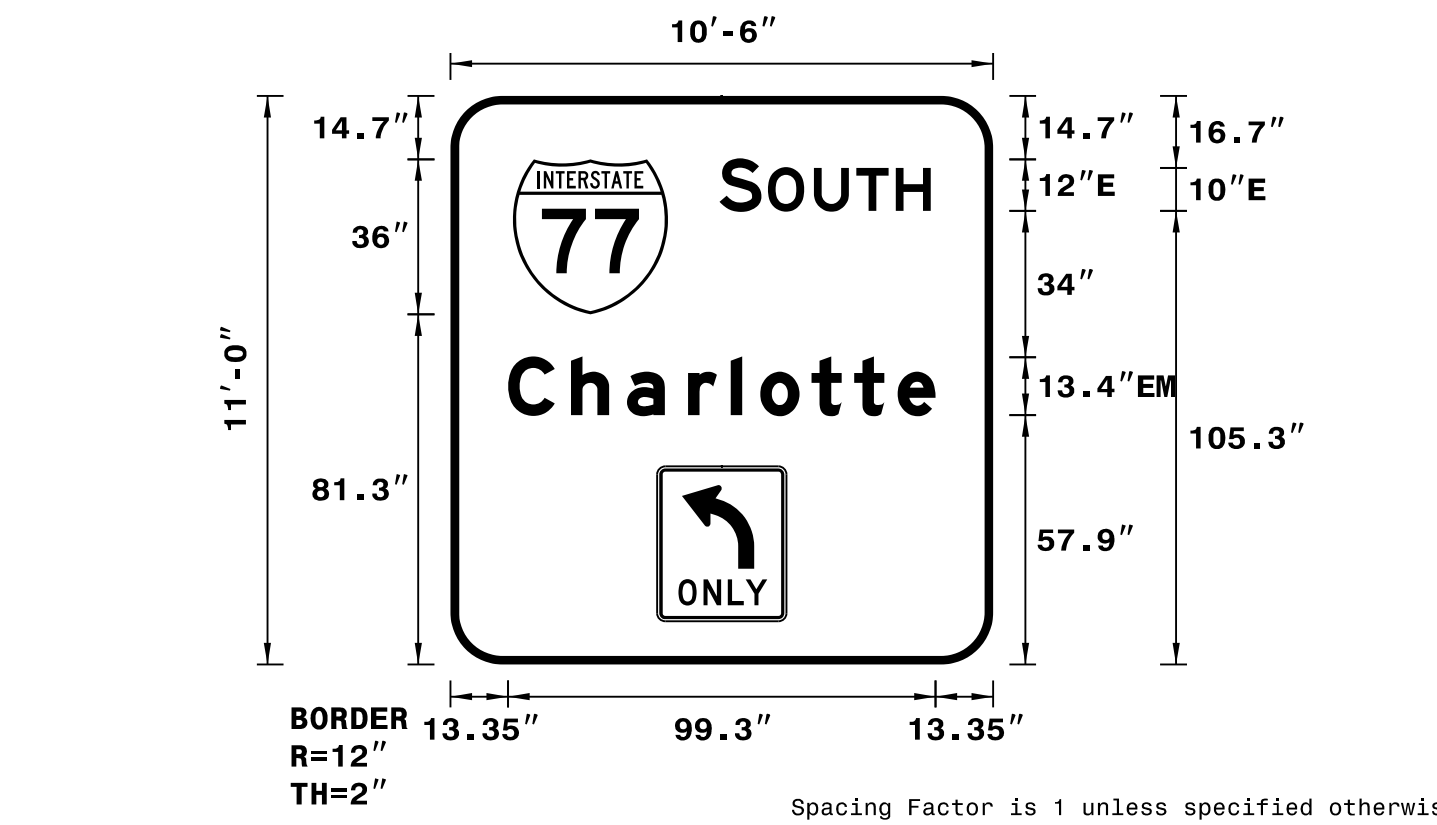 10′-6″
14.7″
36″
81.3″
11′-0″
INTERSTATE
77
SOUTH
Charlotte
ONLY
14.7″
12″E
34″
13.4″EM
57.9″
16.7″
10″E
105.3″
13.35″ 99.3″ 13.35″
BORDER
R=12″
TH=2″
Spacing Factor is 1 unless specified otherwis